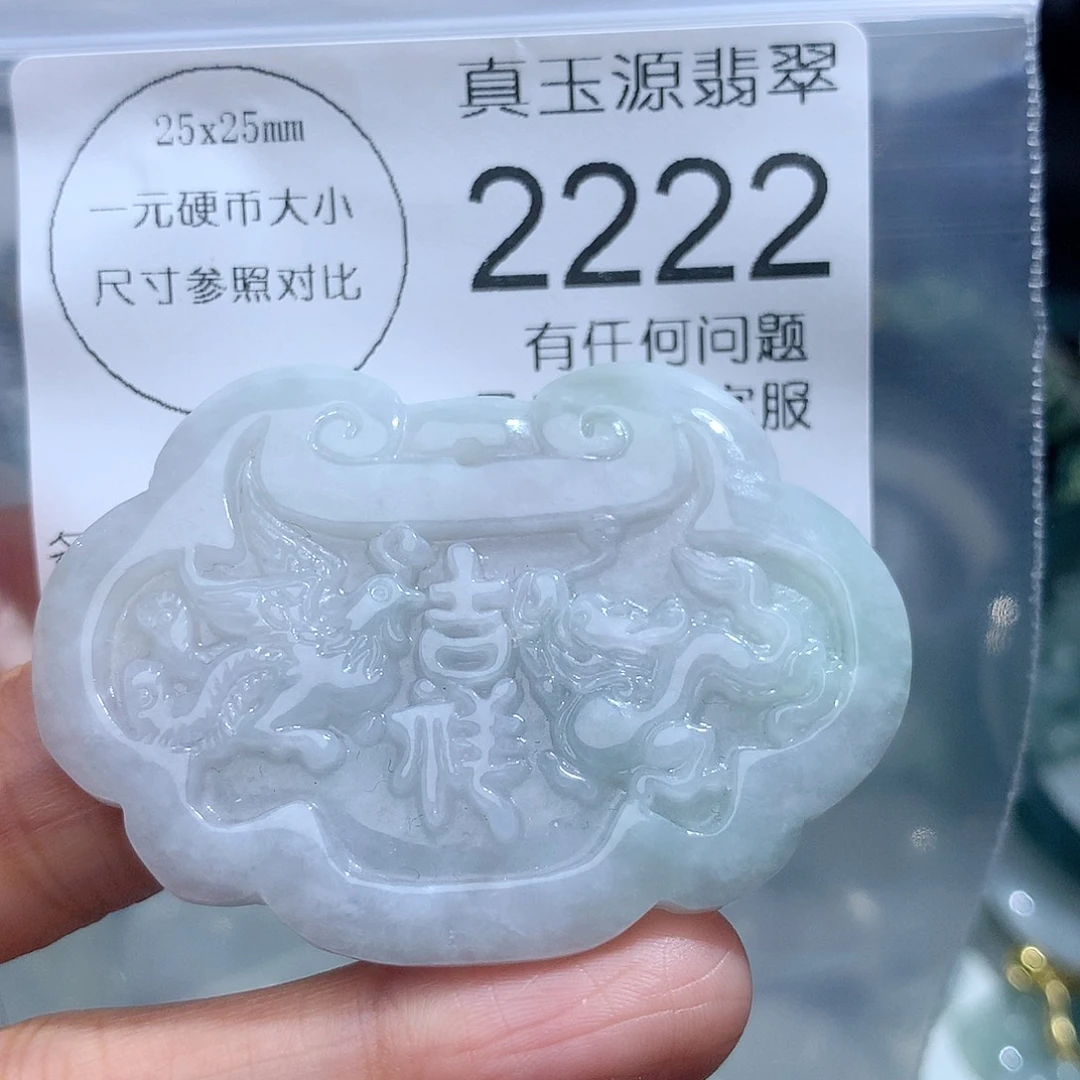 真玉源翡翠
25x25mm
一元硬币大小
尺寸参照对比
2222
有任何问题
服
吉祥